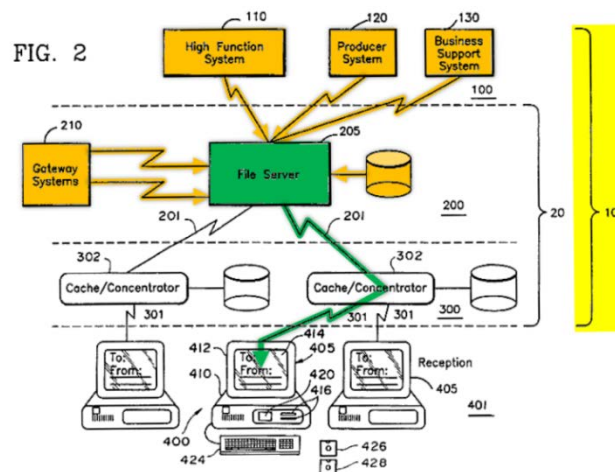 FIG. 2
110
120
130
High Function
System
Producer
System
Business
Support
System
100
210
205
Gateway
Systems
File Server
201
201
200
20
10
302
302
Cache/Concentrator
Cache/Concentrator
300
301
301
301
414
412
405
410
420
416
To:
From:
To:
From:
To:
From:
Reception
405
400
401
424
426
428